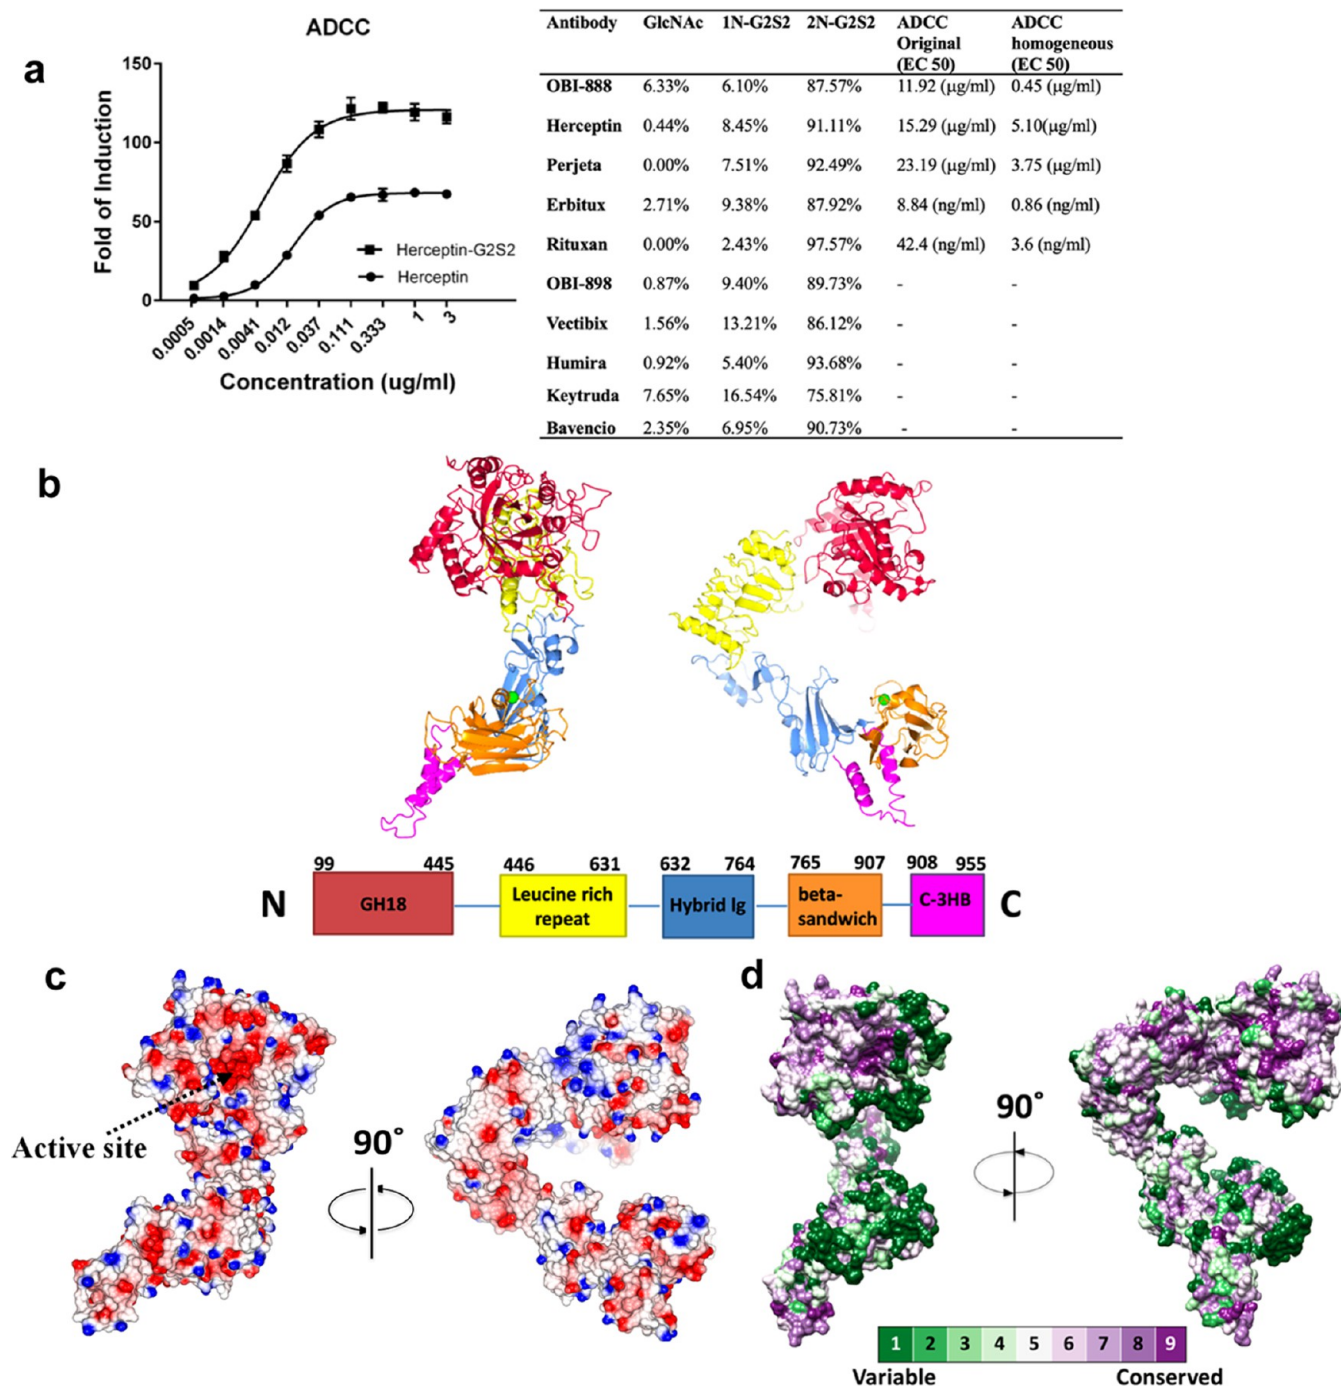 a
ADCC
150
100
50
0
Fold of Induction
Herceptin-G2S2
Herceptin
0.0005 0.0014 0.0041 0.012 0.037 0.111 0.333 1 3
Concentration (ug/ml)
Antibody GlcNAc 1N-G2S2 2N-G2S2 ADCC ADCC
Original homogeneous
(EC 50) (EC 50)
OBI-888 6.33% 6.10% 87.57% 11.92 (μg/ml) 0.45 (μg/ml)
Herceptin 0.44% 8.45% 91.11% 15.29 (μg/ml) 5.10(μg/ml)
Perjeta 0.00% 7.51% 92.49% 23.19 (μg/ml) 3.75 (μg/ml)
Erbitux 2.71% 9.38% 87.92% 8.84 (ng/ml) 0.86 (ng/ml)
Rituxan 0.00% 2.43% 97.57% 42.4 (ng/ml) 3.6 (ng/ml)
OBI-898 0.87% 9.40% 89.73% - -
Vectibix 1.56% 13.21% 86.12% - -
Humira 0.92% 5.40% 93.68% - -
Keytruda 7.65% 16.54% 75.81% - -
Bavencio 2.35% 6.95% 90.73% - -
b
99 445 446 631 632 764 765 907 908 955
N GH18 Leucine rich Hybrid Ig beta- C-3HB C
repeat sandwich
c
Active site
90°
d
90°
1 2 3 4 5 6 7 8 9
Variable Conserved